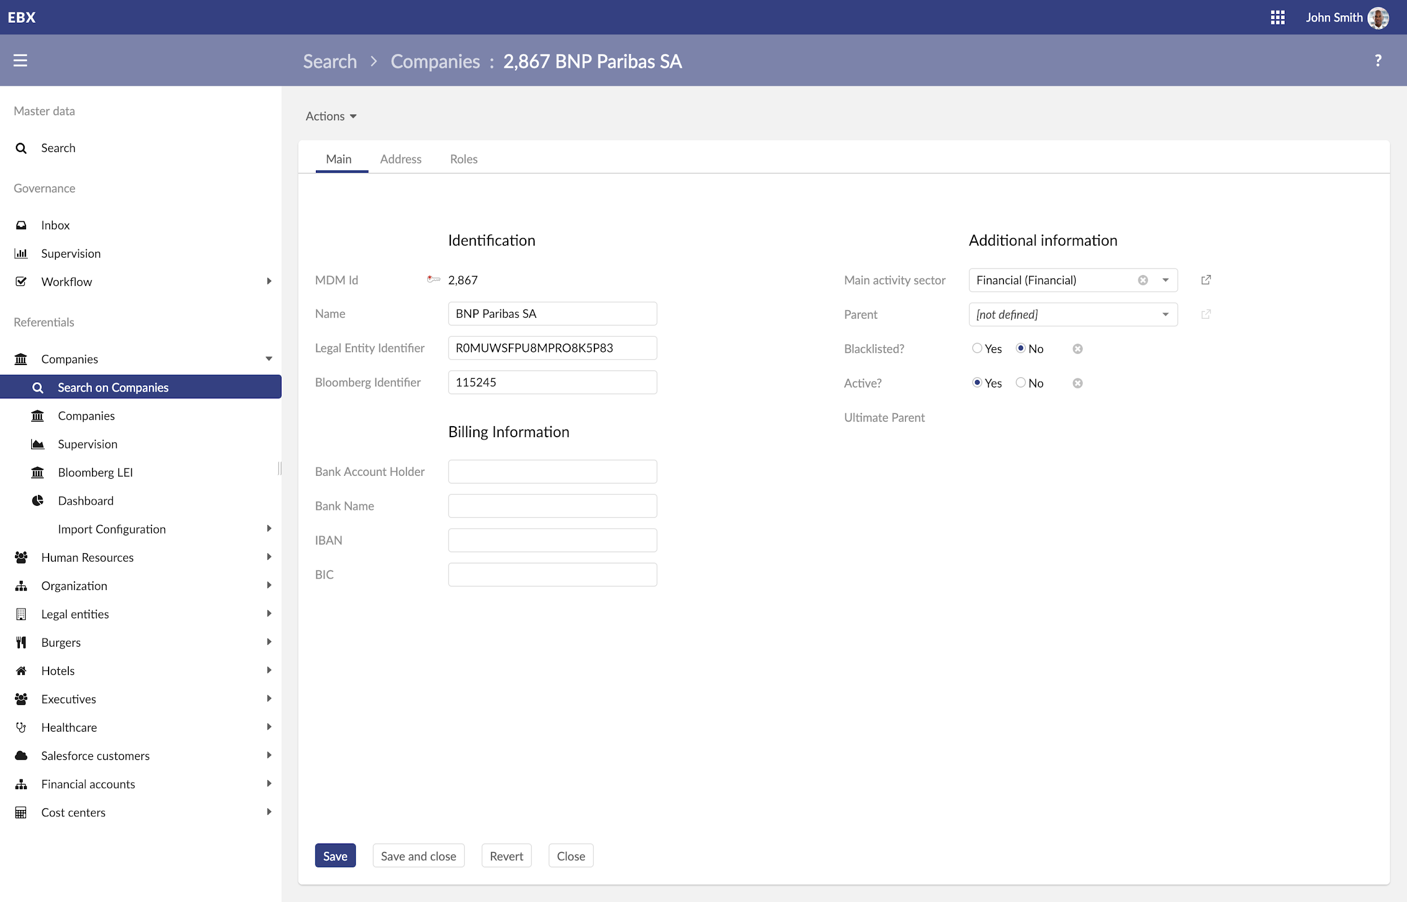 EBX
John Smith
Search > Companies : 2,867 BNP Paribas SA
?
Master data
Search
Governance
Inbox
Supervision
Workflow
Referentials
Companies
Search on Companies
Companies
Supervision
Bloomberg LEI
Dashboard
Import Configuration
Human Resources
Organization
Legal entities
Burgers
Hotels
Executives
Healthcare
Salesforce customers
Financial accounts
Cost centers
Actions
Main Address Roles
Identification
MDM Id 2,867
Name BNP Paribas SA
Legal Entity Identifier R0MUWSFPU8MPRO8K5P83
Bloomberg Identifier 115245
Billing Information
Bank Account Holder
Bank Name
IBAN
BIC
Additional information
Main activity sector Financial (Financial)
Parent [not defined]
Blacklisted? Yes No
Active? Yes No
Ultimate Parent
Save Save and close Revert Close